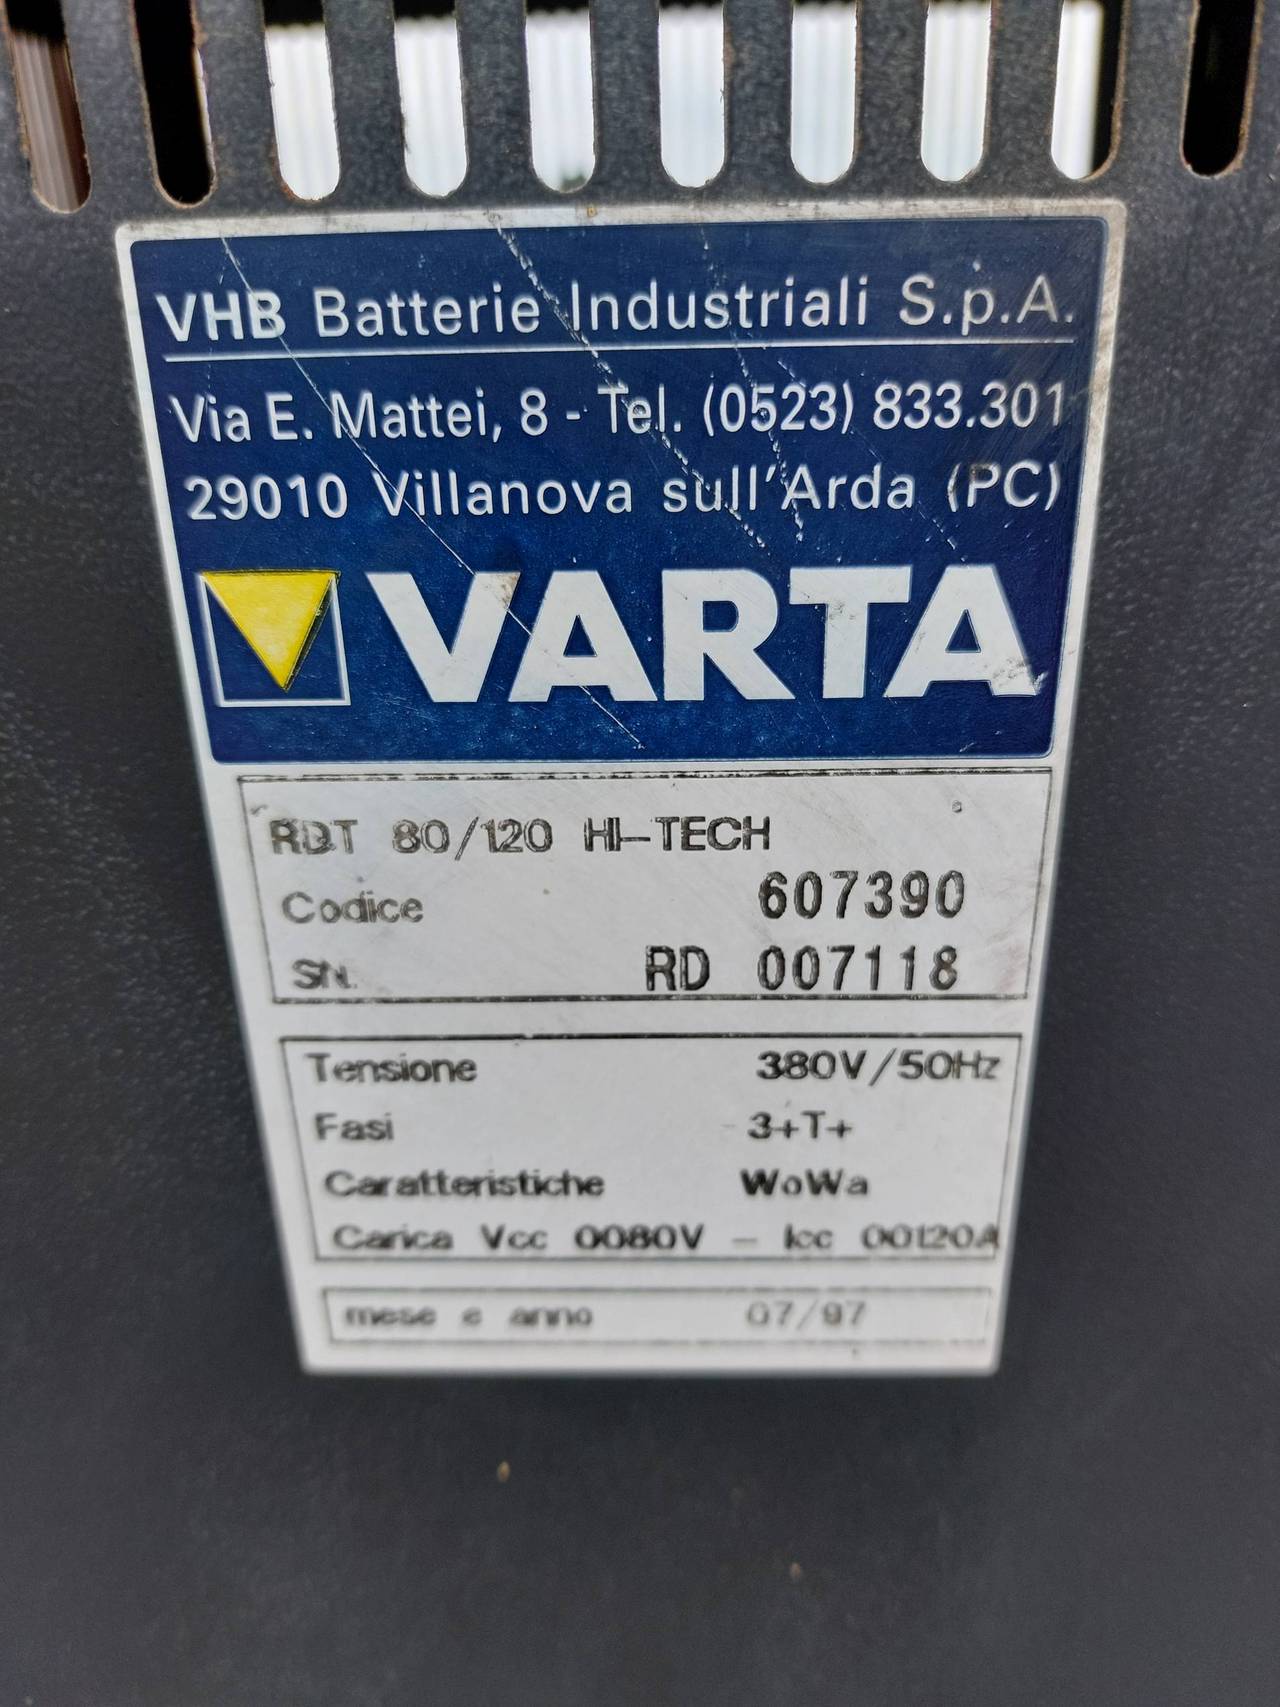 VHB Batterie Industriali S.p.A.
Via E. Mattei, 8 - Tel. (0523) 833.301
29010 Villanova sull'Arda (PC)
VARTA
RDT 80/120 HI-TECH
Codice 607390
SN. RD 007118
Tensione 380V/50Hz
Fasi 3+T+
Caratteristiche WoWa
Carica Vcc 0080V - Icc 00120A
mese e anno 07/97